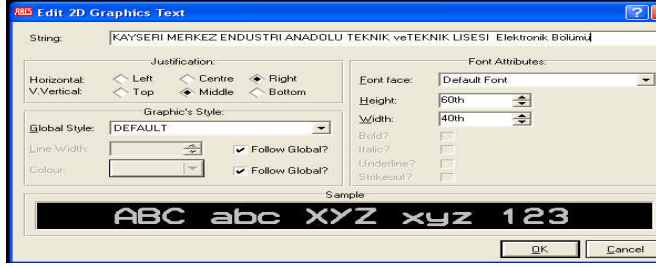 ARES Edit 2D Graphics Text
String: KAYSERI MERKEZ ENDUSTRI ANADOLU TEKNIK veTEKNIK LISESI Elektronik Bölümü
Justification:
Horizontal: Left Centre Right
V.Vertical: Top Middle Bottom
Graphic's Style:
Global Style: DEFAULT
Line Width: Follow Global?
Colour: Follow Global?
Font Attributes:
Font face: Default Font
Height: 60th
Width: 40th
Bold?
Italic?
Underline?
Strikeout?
Sample
ABC abc XYZ xyz 123
OK Cancel